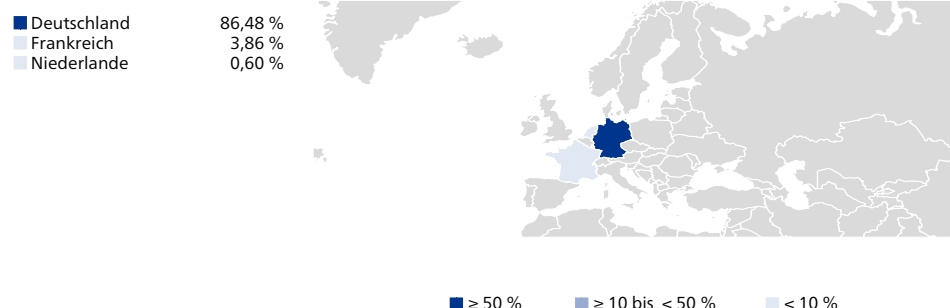 Deutschland 86,48 %
Frankreich 3,86 %
Niederlande 0,60 %
≥ 50 % ≥ 10 bis < 50 % < 10 %